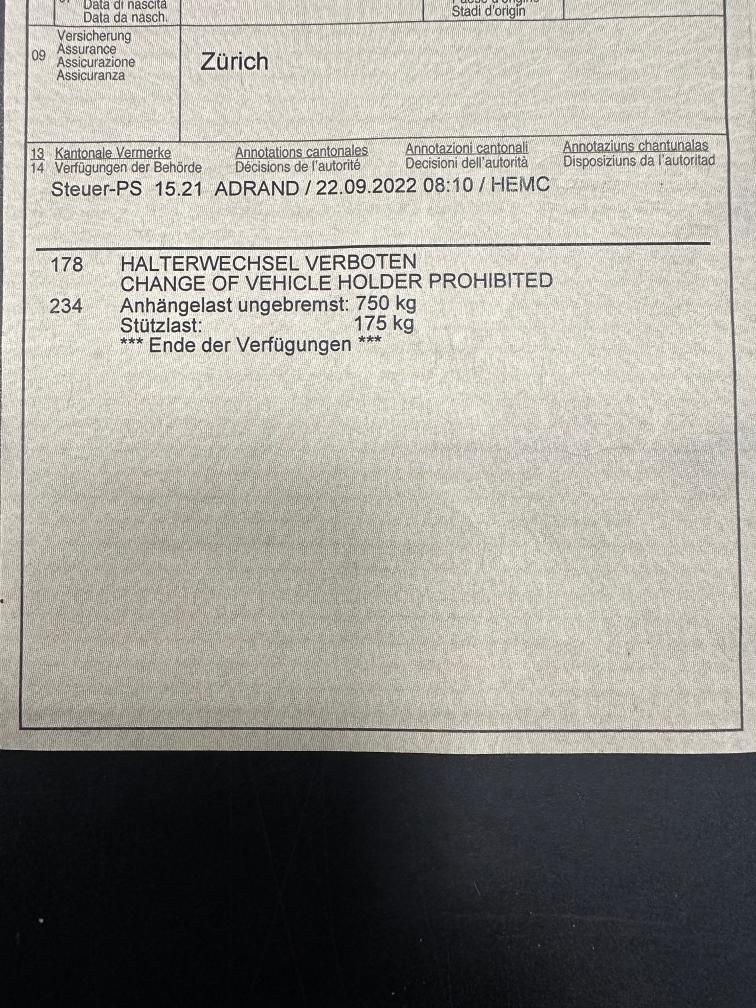 Data di nascita
Data da nasch.
Stadi d'origin
09
Versicherung
Assurance
Assicurazione
Assicuranza
Zürich
13 Kantonale Vermerke Annotations cantonales Annotazioni cantonali Annotaziuns chantunalas
14 Verfügungen der Behörde Décisions de l'autorité Decisioni dell'autorità Disposiziuns da l'autoritad
Steuer-PS 15.21 ADRAND / 22.09.2022 08:10 / HEMC
178 HALTERWECHSEL VERBOTEN
CHANGE OF VEHICLE HOLDER PROHIBITED
234 Anhängelast ungebremst: 750 kg
Stützlast: 175 kg
*** Ende der Verfügungen ***